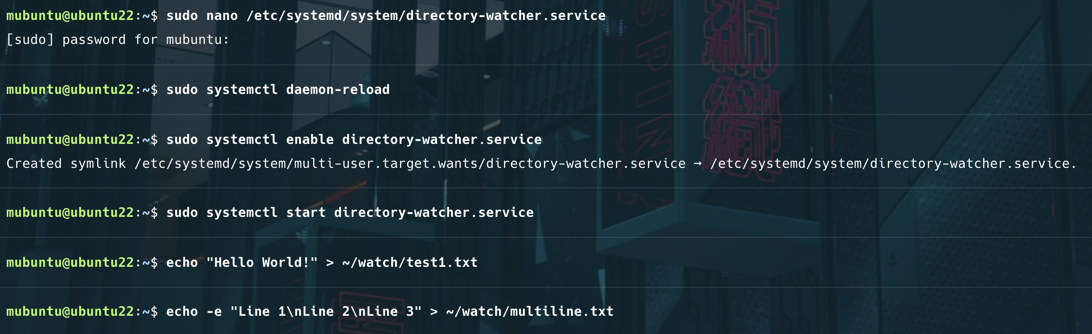 mubuntu@ubuntu22:~$ sudo nano /etc/systemd/system/directory-watcher.service
[sudo] password for mubuntu:
mubuntu@ubuntu22:~$ sudo systemctl daemon-reload
mubuntu@ubuntu22:~$ sudo systemctl enable directory-watcher.service
Created symlink /etc/systemd/system/multi-user.target.wants/directory-watcher.service → /etc/systemd/system/directory-watcher.service.
mubuntu@ubuntu22:~$ sudo systemctl start directory-watcher.service
mubuntu@ubuntu22:~$ echo "Hello World!" > ~/watch/test1.txt
mubuntu@ubuntu22:~$ echo -e "Line 1\nLine 2\nLine 3" > ~/watch/multiline.txt